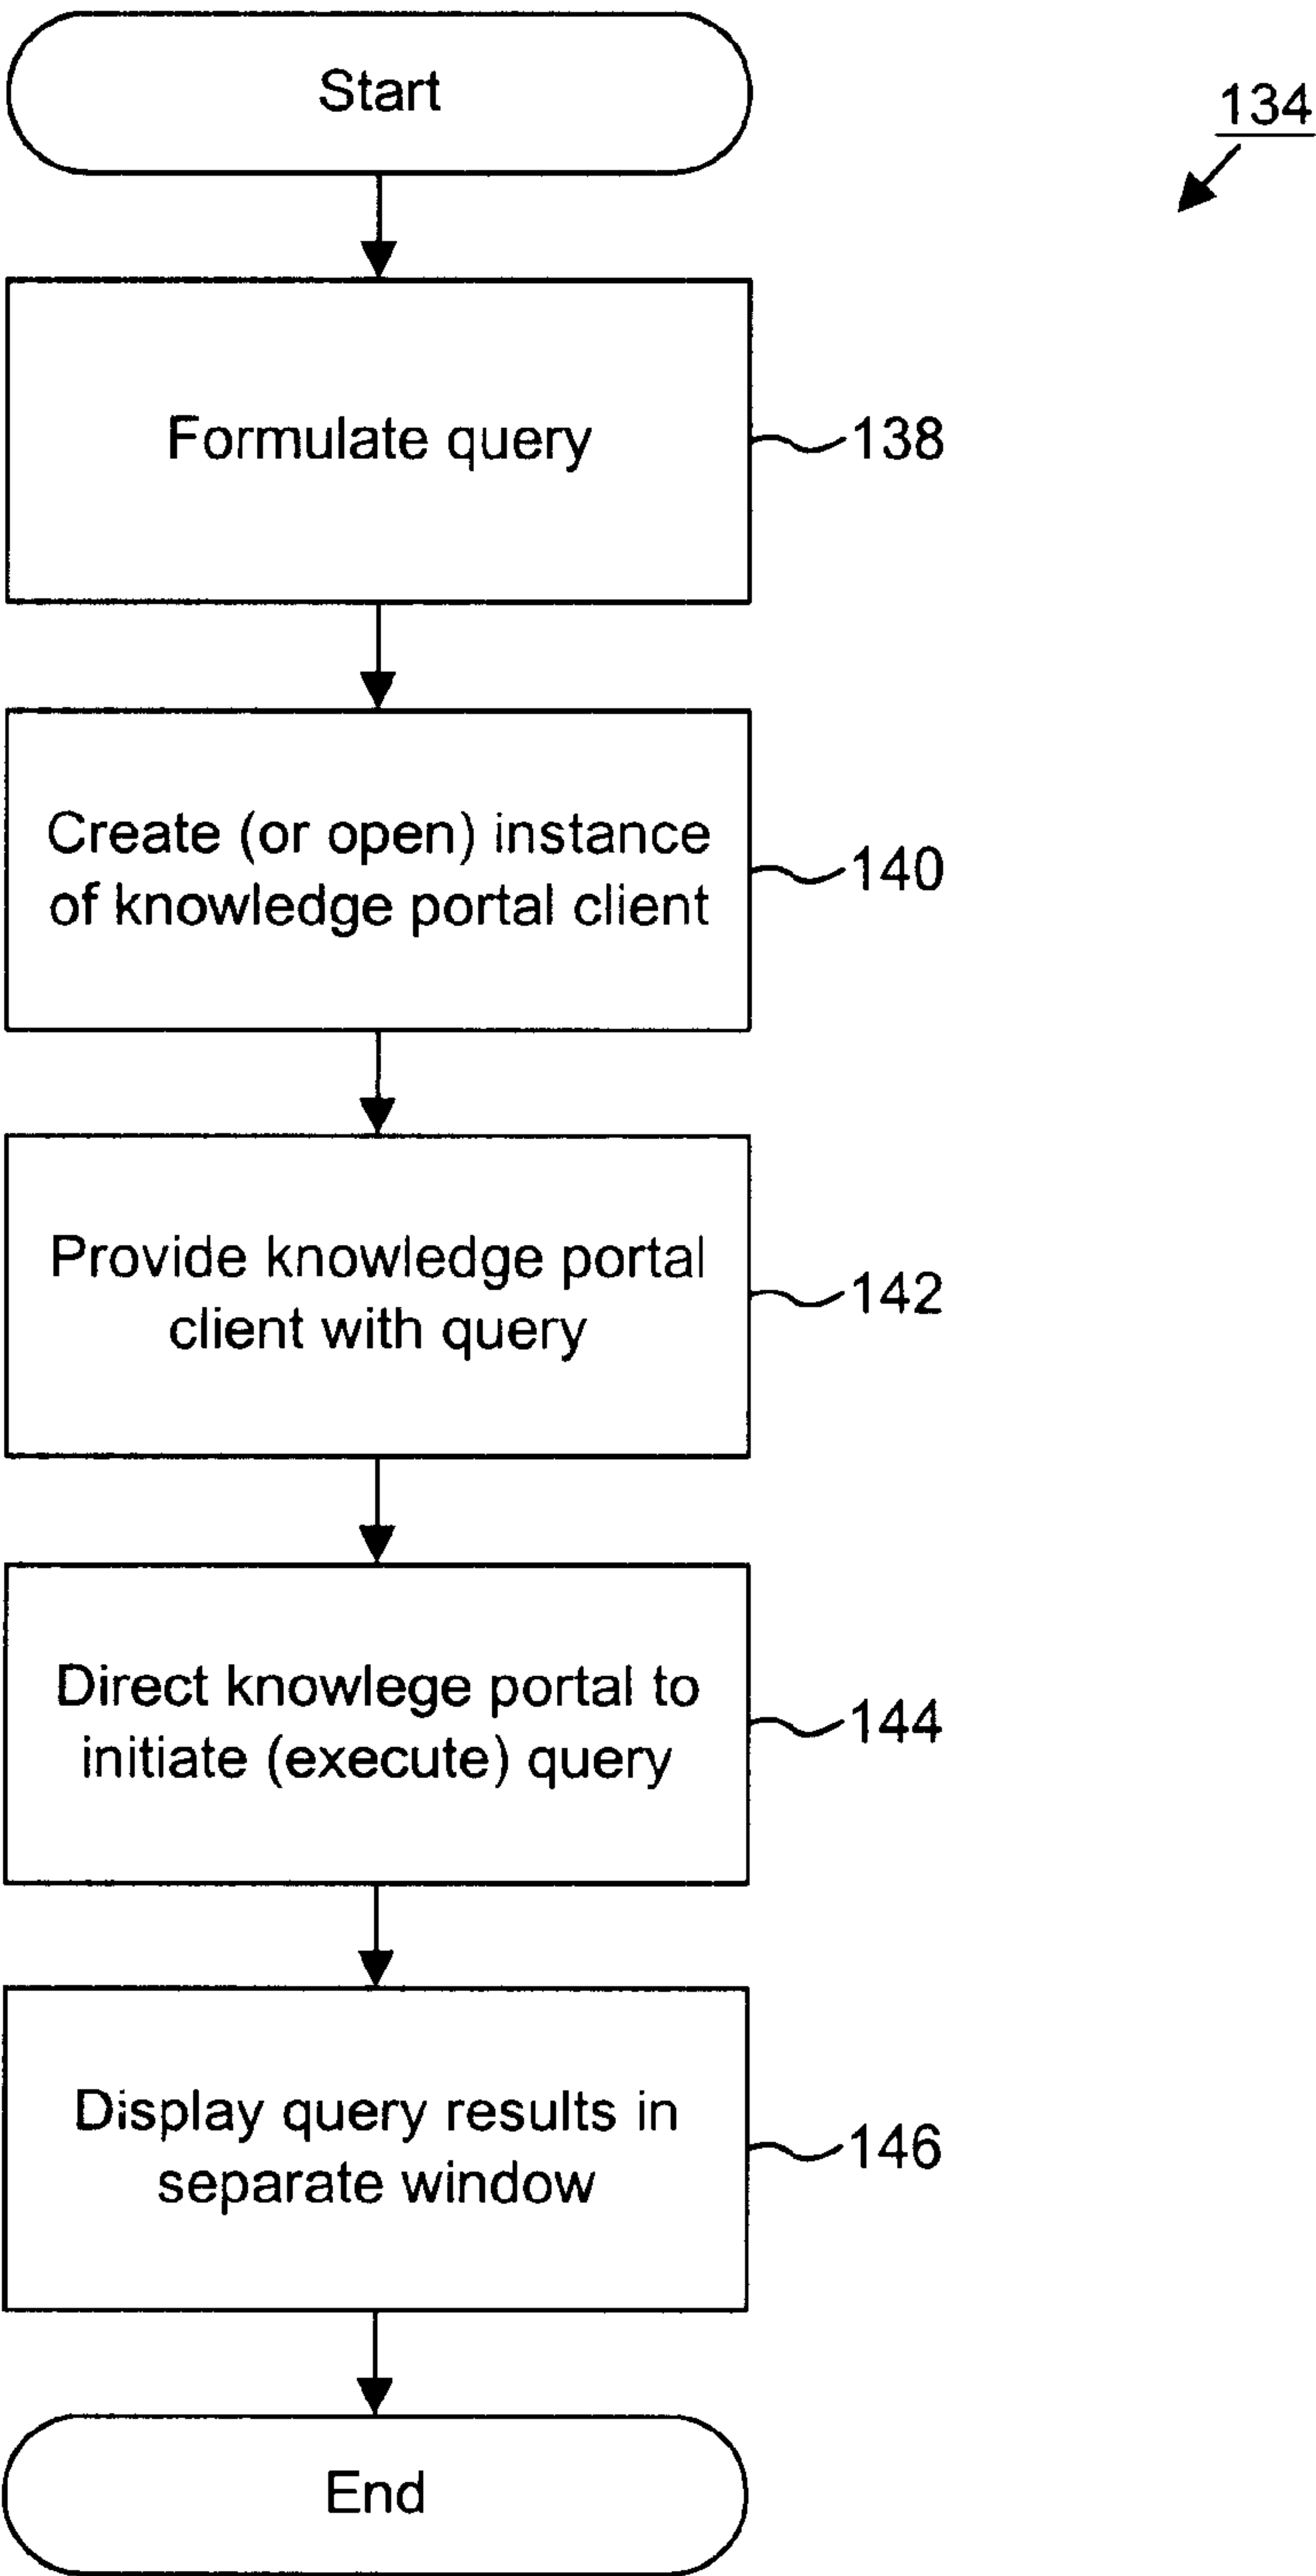 Start
134
Formulate query
138
Create (or open) instance
of knowledge portal client
140
Provide knowledge portal
client with query
142
Direct knowlege portal to
initiate (execute) query
144
Display query results in
separate window
146
End